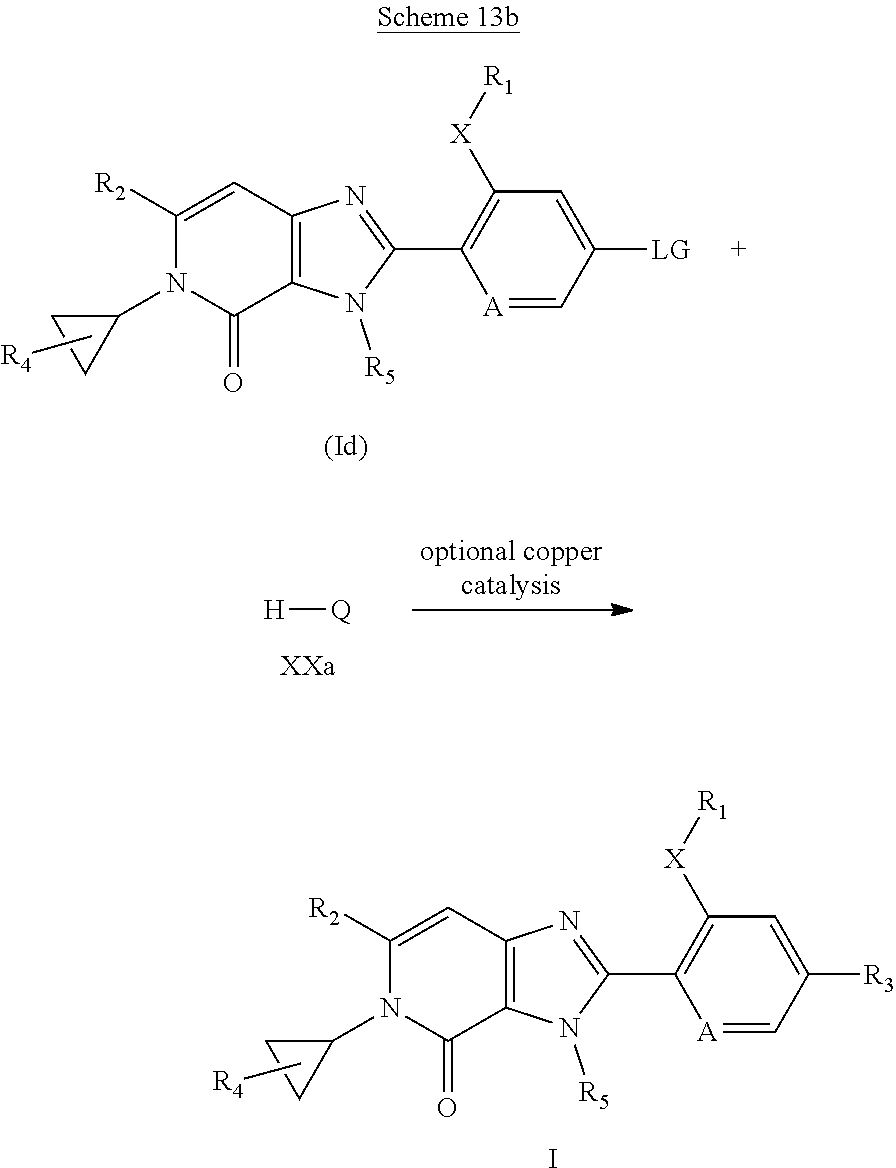 Scheme 13b
R1
X
R2
N
N
N
LG
+
A
R4
O
R5
(Id)
optional copper
catalysis
H—Q
XXa
R1
X
R2
N
N
N
R3
A
R4
O
R5
I